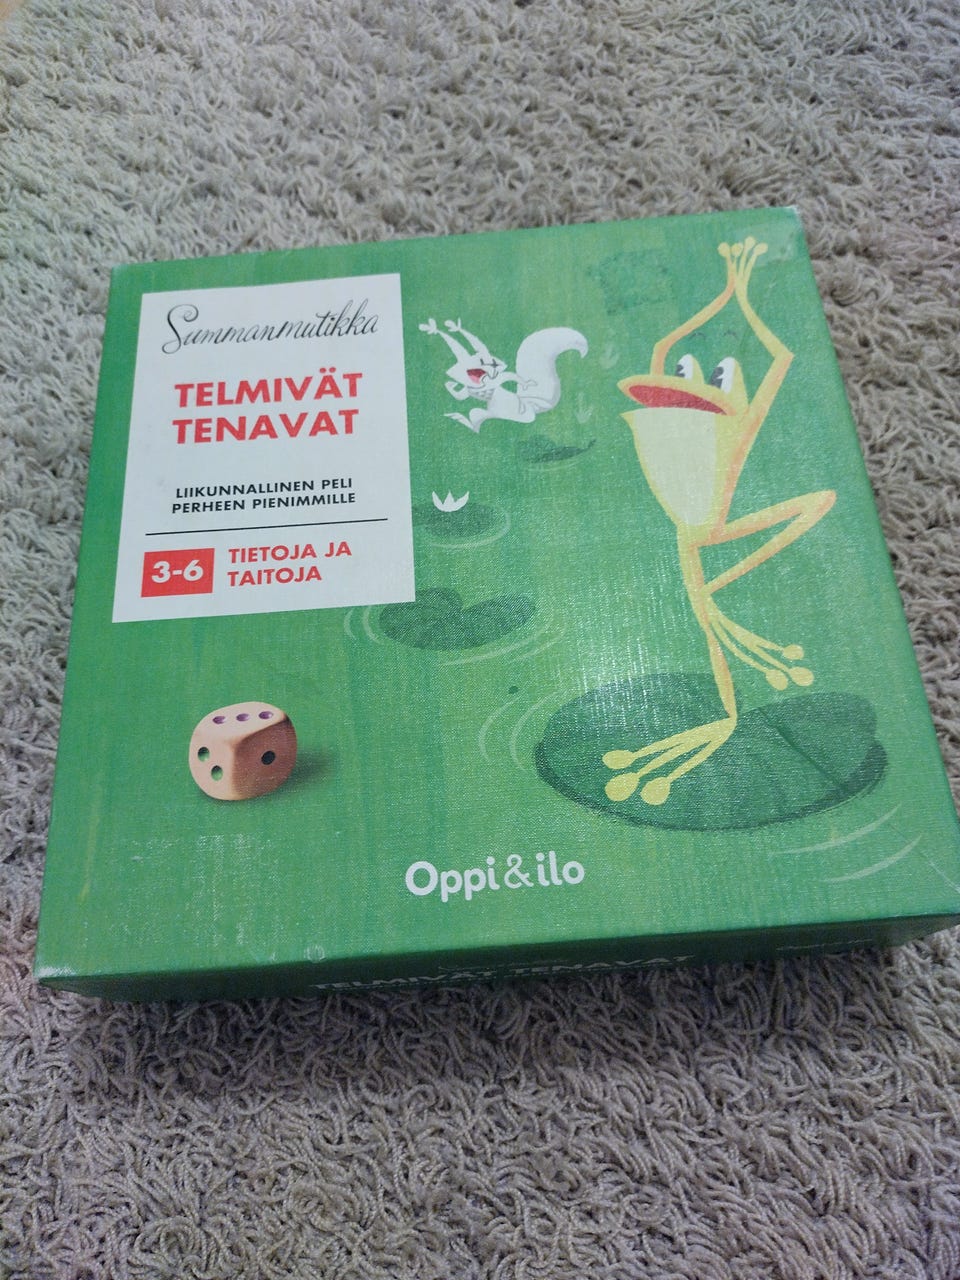 Summanmutikka
TELMIVÄT
TENAVAT
LIIKUNNALLINEN PELI
PERHEEN PIENIMMILLE
3-6
TIETOJA JA
TAITOJA
Oppi&ilo
TELMIVÄT TENAVAT